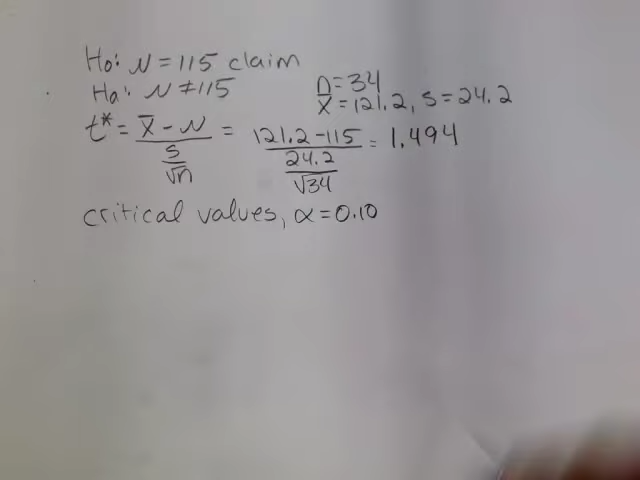 Ho: μ = 115 claim
Ha: μ ≠ 115
n = 34
x̄ = 121.2, s = 24.2
t* = (x̄ - μ) / (s/√n) = (121.2 - 115) / (24.2/√34) = 1.494
critical values, α = 0.10